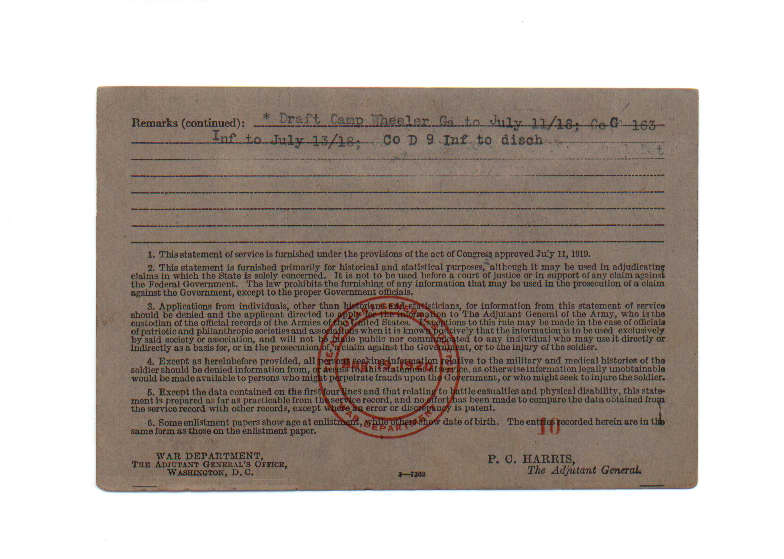 Remarks (continued): * Draft Camp Wheeler Ga to July 11/18; Co G 163
Inf to July 13/18; Co D 9 Inf to disch
1. This statement of service is furnished under the provisions of the act of Congress approved July 11, 1919.
2. This statement is furnished primarily for historical and statistical purposes, although it may be used in adjudicating
claims in which the State is solely concerned. It is not to be used before a court of justice or in support of any claim against
the Federal Government. The law prohibits the furnishing of any information that may be used in the prosecution of a claim
against the Government, except to the proper Government officials.
3. Applications from individuals, other than historians and statisticians, for information from this statement of service
should be denied and the applicant directed to apply for the information to The Adjutant General of the Army, who is the
custodian of the official records of the Armies of the United States. Exceptions to this rule may be made in the case of officials
of patriotic and philanthropic societies and associations when it is known positively that the information is to be used exclusively
by said society or association, and will not be made public nor communicated to any individual who may use it directly or
indirectly as a basis for, or in the prosecution of, a claim against the Government, or to the injury of the soldier.
4. Except as hereinbefore provided, all persons seeking information relative to the military and medical histories of the
soldier should be denied information from, or access to, this statement of service, as otherwise information legally unobtainable
would be made available to persons who might perpetrate frauds upon the Government, or who might seek to injure the soldier.
5. Except the data contained on the first four lines and that relating to battle casualties and physical disability, this state-
ment is prepared as far as practicable from the service record, and no effort has been made to compare the data obtained from
the service record with other records, except where an error or discrepancy is patent.
6. Some enlistment papers show age at enlistment, while others show date of birth. The entries recorded herein are in the
same form as those on the enlistment paper.
10
WAR DEPARTMENT,
THE ADJUTANT GENERAL'S OFFICE,
WASHINGTON, D. C.
3—7268
P. C. HARRIS,
The Adjutant General.
WAR DEPARTMENT